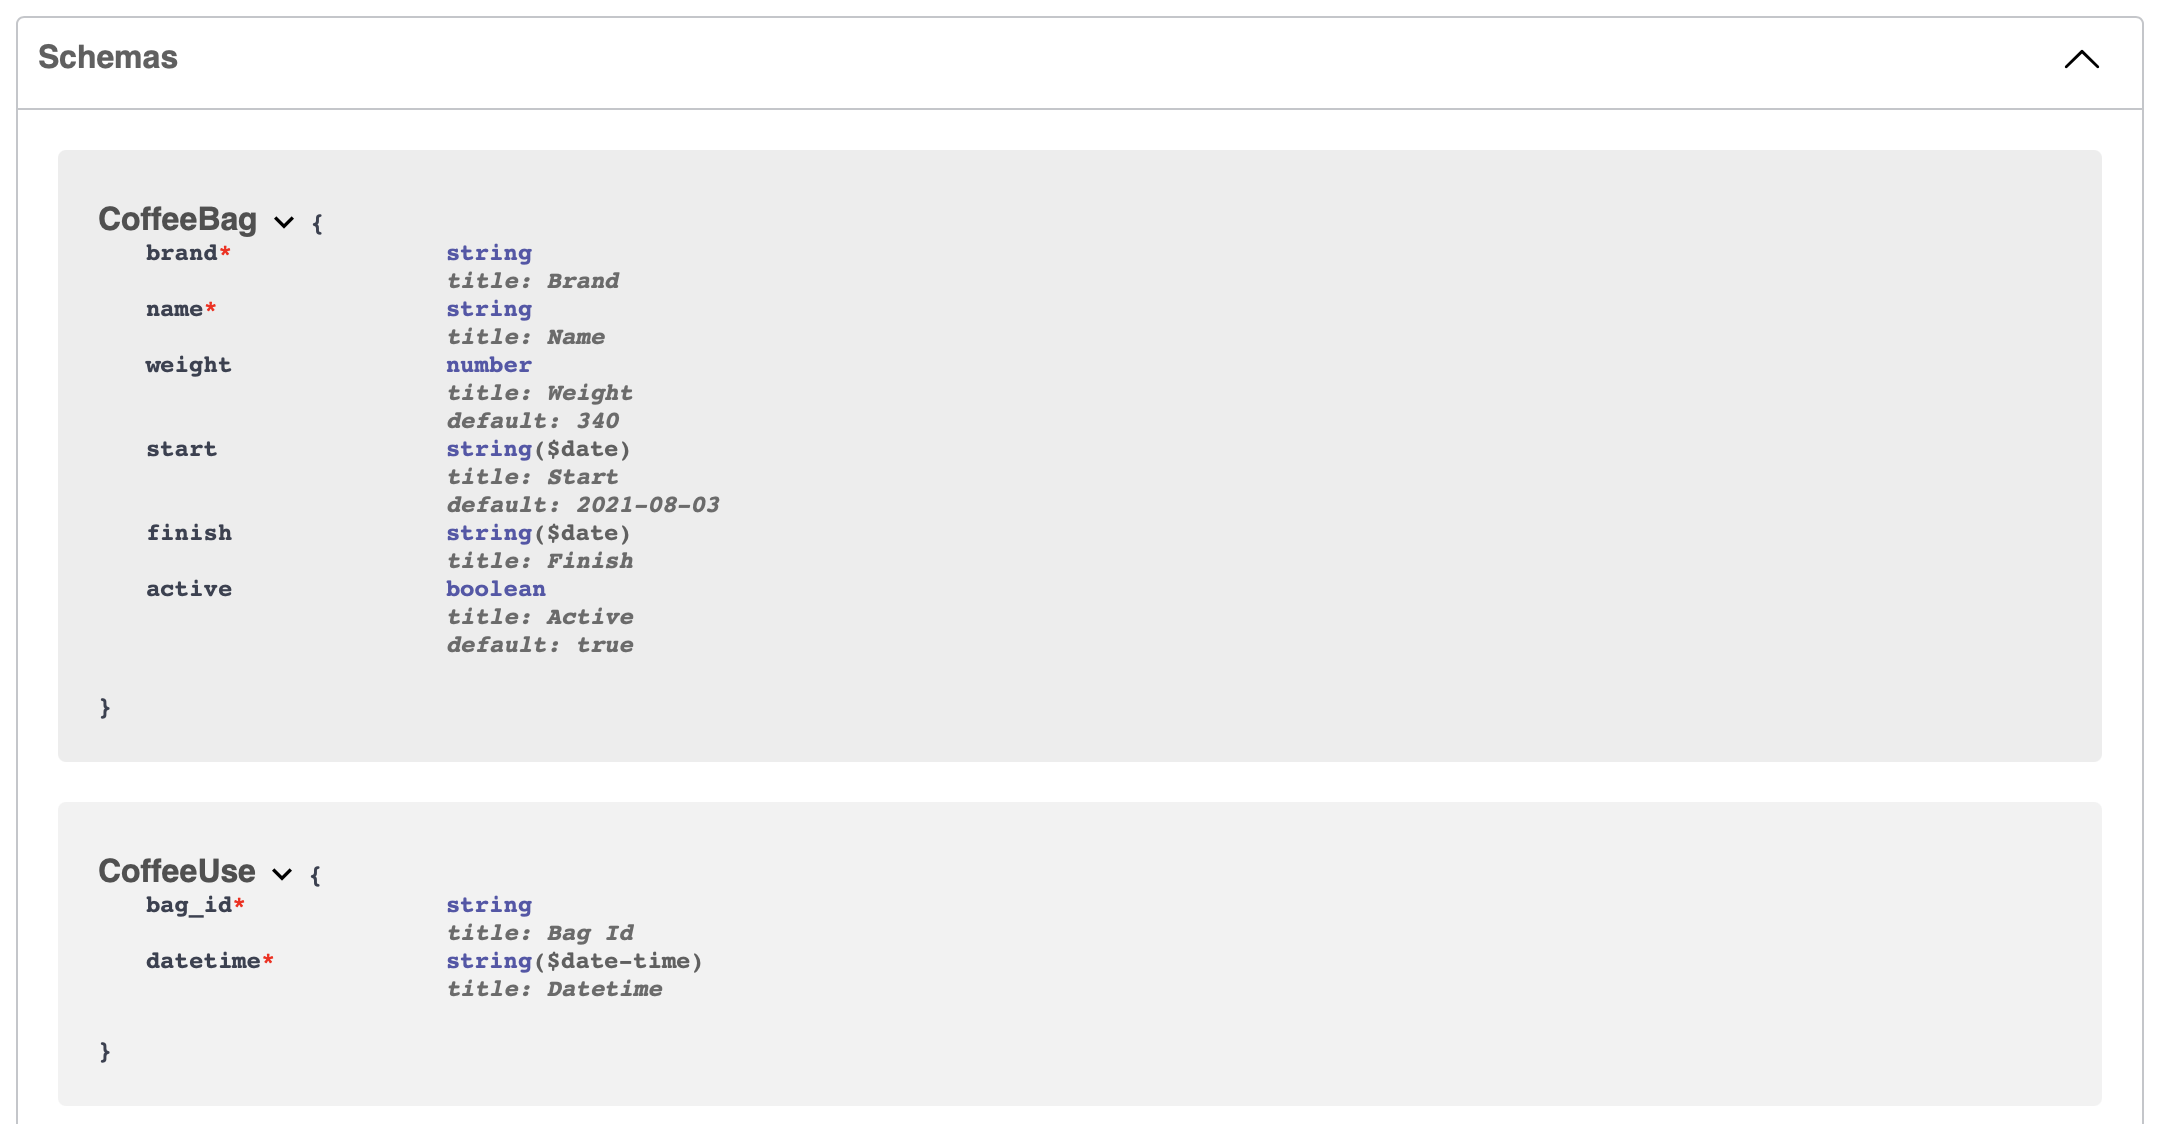 Schemas
CoffeeBag {
brand* string
title: Brand
name* string
title: Name
weight number
title: Weight
default: 340
start string($date)
title: Start
default: 2021-08-03
finish string($date)
title: Finish
active boolean
title: Active
default: true
}
CoffeeUse {
bag_id* string
title: Bag Id
datetime* string($date-time)
title: Datetime
}